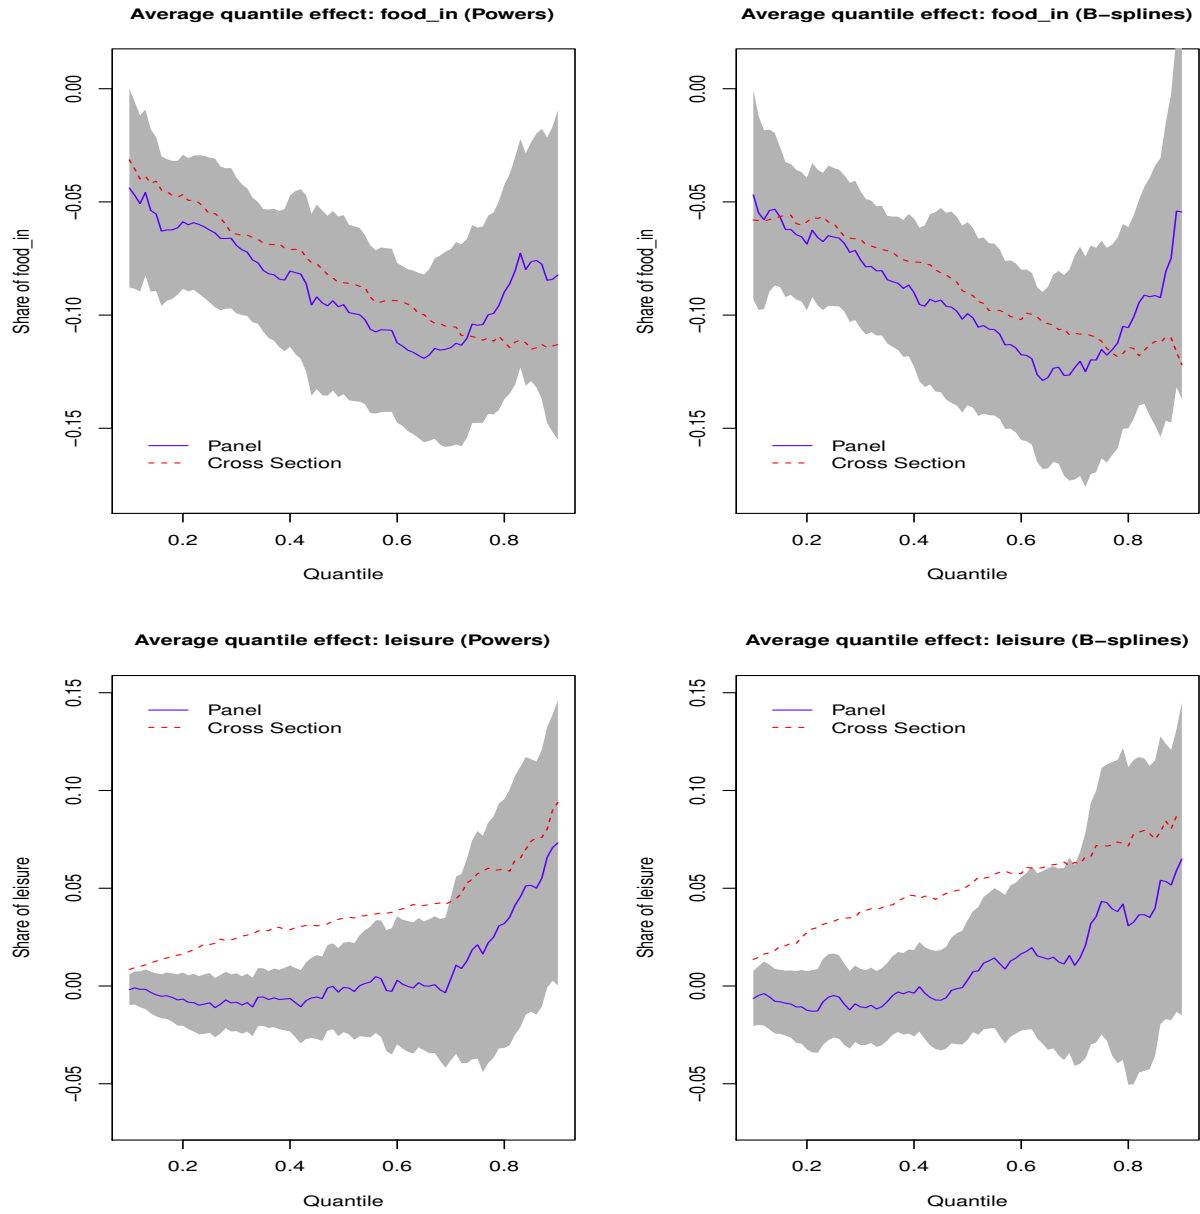 Average quantile effect: food_in (Powers)
Share of food_in
0.00
−0.05
−0.10
−0.15
Panel
Cross Section
0.2 0.4 0.6 0.8
Quantile
Average quantile effect: food_in (B−splines)
Share of food_in
0.00
−0.05
−0.10
−0.15
Panel
Cross Section
0.2 0.4 0.6 0.8
Quantile
Average quantile effect: leisure (Powers)
Share of leisure
0.15
0.10
0.05
0.00
−0.05
Panel
Cross Section
0.2 0.4 0.6 0.8
Quantile
Average quantile effect: leisure (B−splines)
Share of leisure
0.15
0.10
0.05
0.00
−0.05
Panel
Cross Section
0.2 0.4 0.6 0.8
Quantile